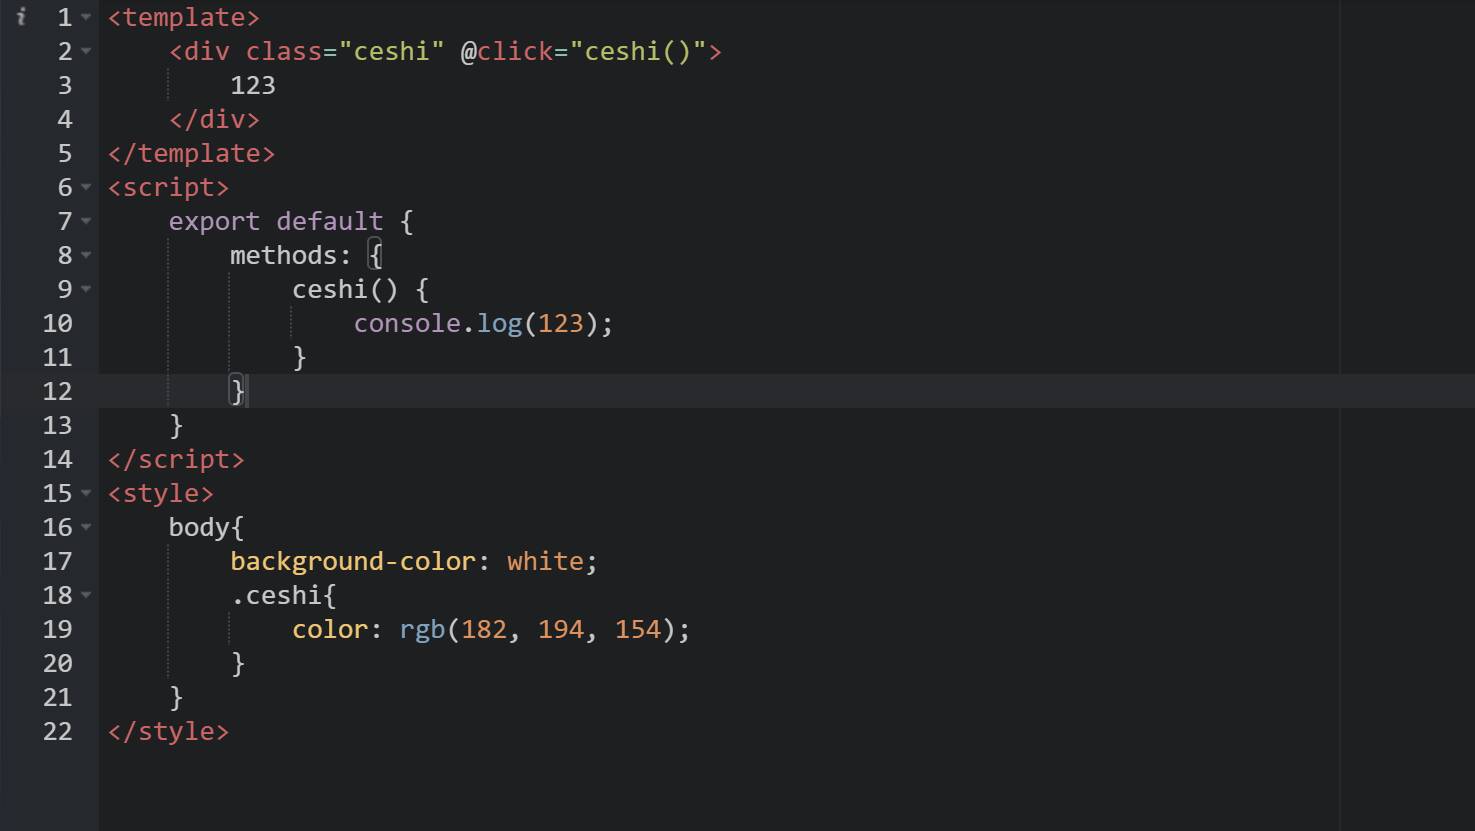 1 <template>
2     <div class="ceshi" @click="ceshi()">
3         123
4     </div>
5 </template>
6 <script>
7     export default {
8         methods: {
9             ceshi() {
10                 console.log(123);
11             }
12         }
13     }
14 </script>
15 <style>
16     body{
17         background-color: white;
18         .ceshi{
19             color: rgb(182, 194, 154);
20         }
21     }
22 </style>